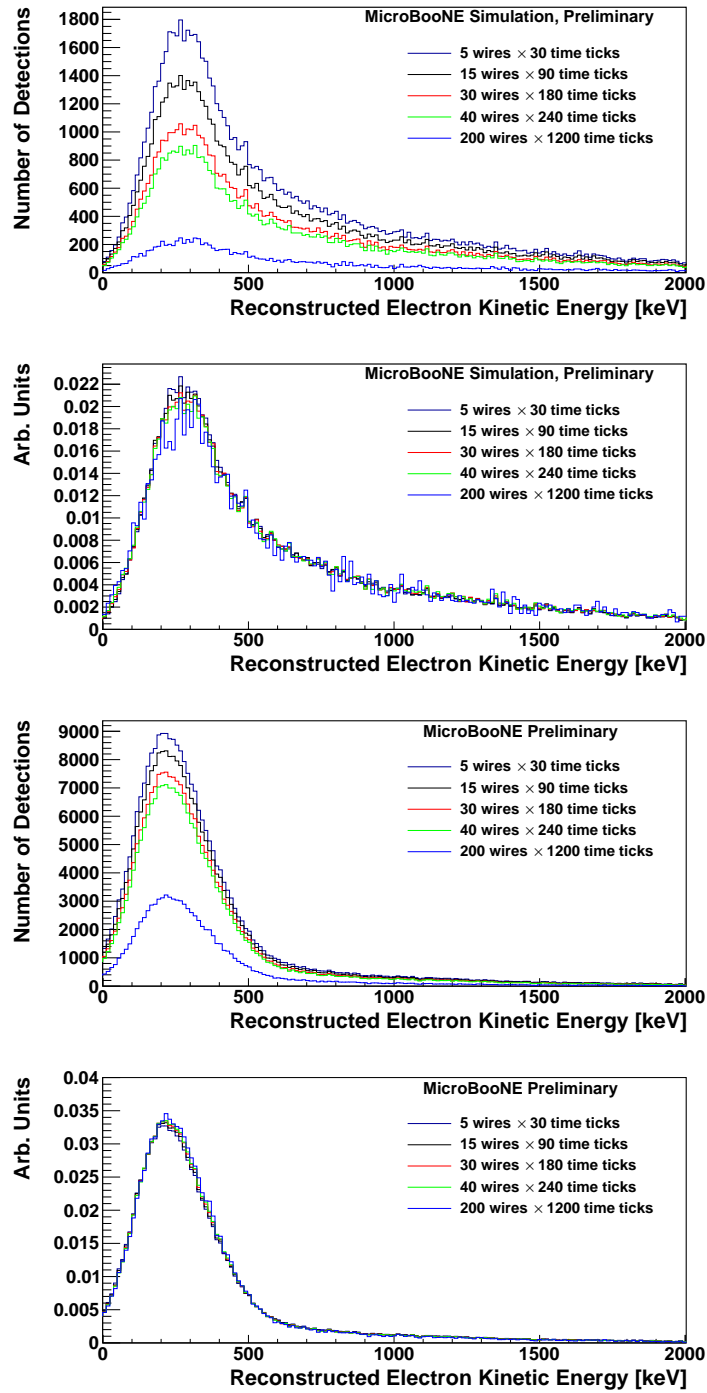 MicroBooNE Simulation, Preliminary
Number of Detections
1800
1600
1400
1200
1000
800
600
400
200
0
5 wires × 30 time ticks
15 wires × 90 time ticks
30 wires × 180 time ticks
40 wires × 240 time ticks
200 wires × 1200 time ticks
0 500 1000 1500 2000
Reconstructed Electron Kinetic Energy [keV]
MicroBooNE Simulation, Preliminary
Arb. Units
0.022
0.02
0.018
0.016
0.014
0.012
0.01
0.008
0.006
0.004
0.002
0
5 wires × 30 time ticks
15 wires × 90 time ticks
30 wires × 180 time ticks
40 wires × 240 time ticks
200 wires × 1200 time ticks
0 500 1000 1500 2000
Reconstructed Electron Kinetic Energy [keV]
MicroBooNE Preliminary
Number of Detections
9000
8000
7000
6000
5000
4000
3000
2000
1000
0
5 wires × 30 time ticks
15 wires × 90 time ticks
30 wires × 180 time ticks
40 wires × 240 time ticks
200 wires × 1200 time ticks
0 500 1000 1500 2000
Reconstructed Electron Kinetic Energy [keV]
MicroBooNE Preliminary
Arb. Units
0.04
0.035
0.03
0.025
0.02
0.015
0.01
0.005
0
5 wires × 30 time ticks
15 wires × 90 time ticks
30 wires × 180 time ticks
40 wires × 240 time ticks
200 wires × 1200 time ticks
0 500 1000 1500 2000
Reconstructed Electron Kinetic Energy [keV]